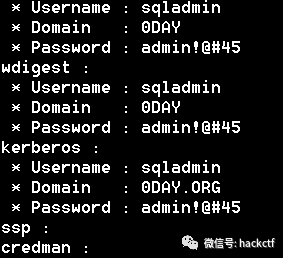 * Username : sqladmin
* Domain : 0DAY
* Password : admin!@#45
wdigest :
* Username : sqladmin
* Domain : 0DAY
* Password : admin!@#45
kerberos :
* Username : sqladmin
* Domain : 0DAY.ORG
* Password : admin!@#45
ssp :
credman :
微信号: hackctf